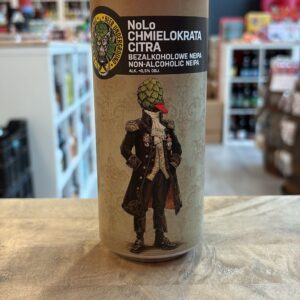 NoLo
CHMIELOKRATA
CITRA
BEZALKOHOLOWE NEIPA
NON-ALCOHOLIC NEIPA
ALK. <0,5% OBJ.